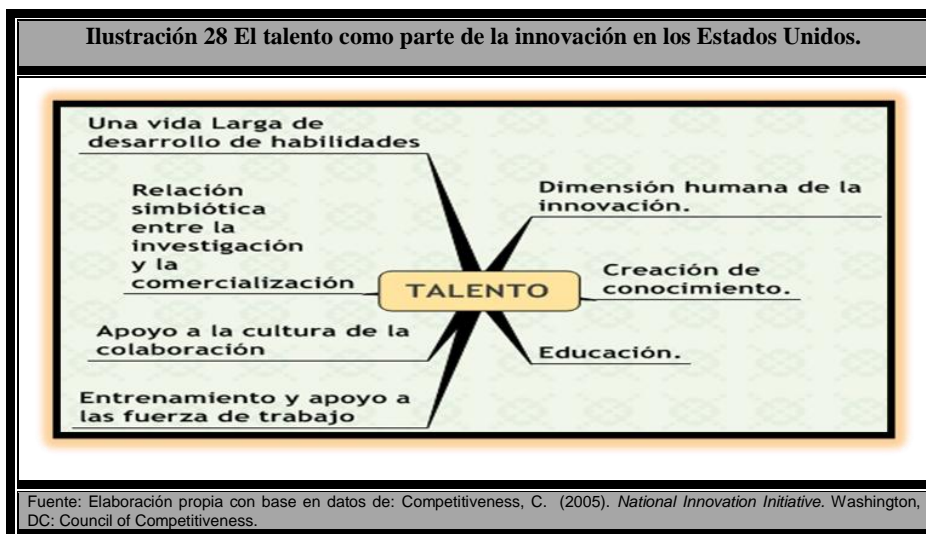 Ilustración 28 El talento como parte de la innovación en los Estados Unidos.
Una vida Larga de
desarrollo de habilidades
Relación
simbiótica
entre la
investigación
y la
comercialización
Apoyo a la cultura de la
colaboración
Entrenamiento y apoyo a
las fuerza de trabajo
TALENTO
Dimensión humana de la
innovación.
Creación de
conocimiento.
Educación.
Fuente: Elaboración propia con base en datos de: Competitiveness, C. (2005). National Innovation Initiative. Washington,
DC: Council of Competitiveness.